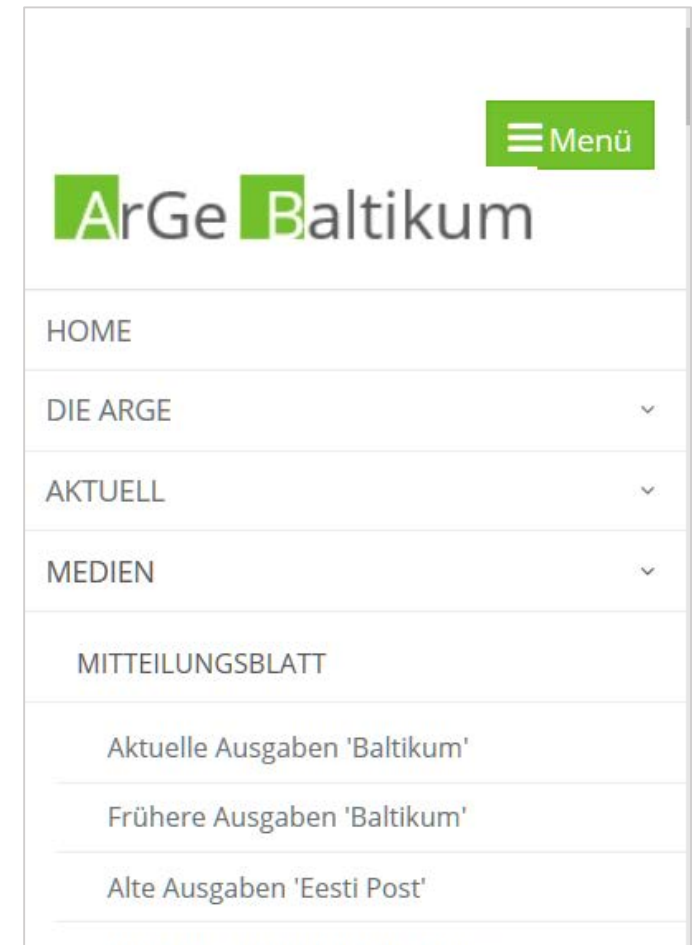 Menü
ArGe Baltikum
HOME
DIE ARGE
AKTUELL
MEDIEN
MITTEILUNGSBLATT
Aktuelle Ausgaben 'Baltikum'
Frühere Ausgaben 'Baltikum'
Alte Ausgaben 'Eesti Post'